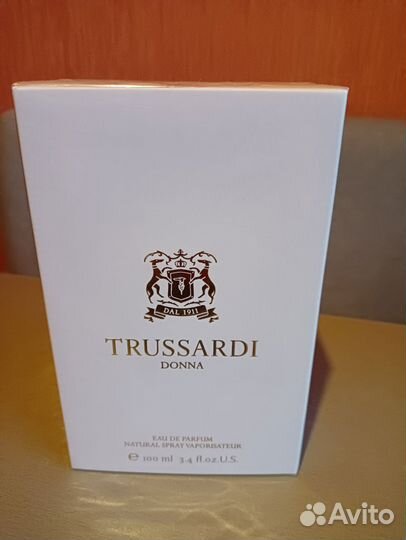 DAL 1911
TRUSSARDI
DONNA
EAU DE PARFUM
NATURAL SPRAY VAPORISATEUR
℮ 100 ml 3.4 fl.oz.U.S.
Avito